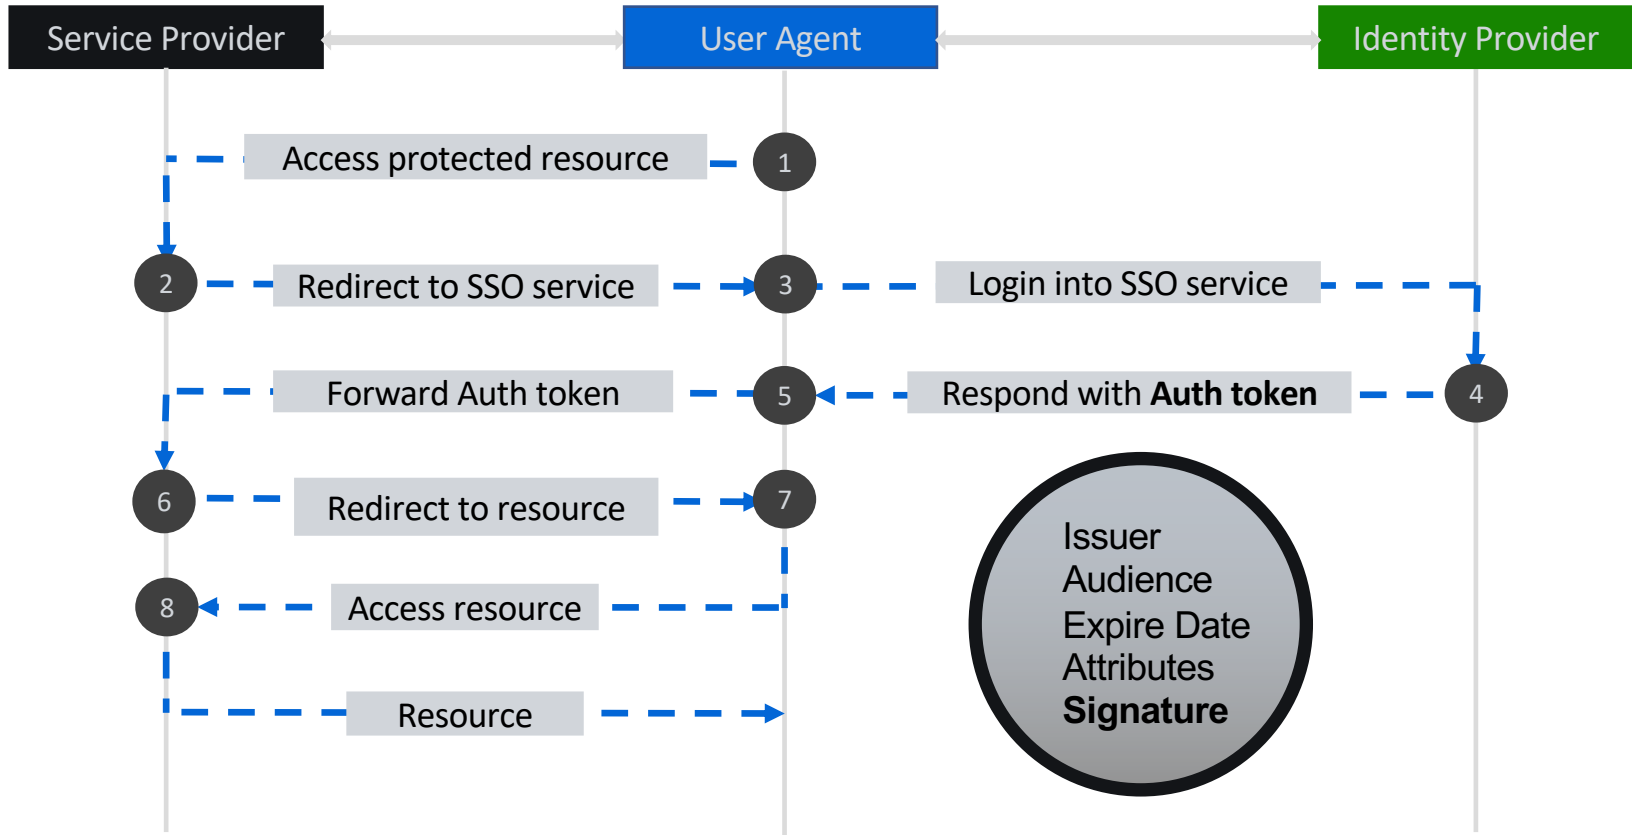 Service Provider
User Agent
Identity Provider
Access protected resource
1
2
Redirect to SSO service
3
Login into SSO service
Forward Auth token
5
Respond with Auth token
4
6
Redirect to resource
7
8
Access resource
Resource
Issuer
Audience
Expire Date
Attributes
Signature